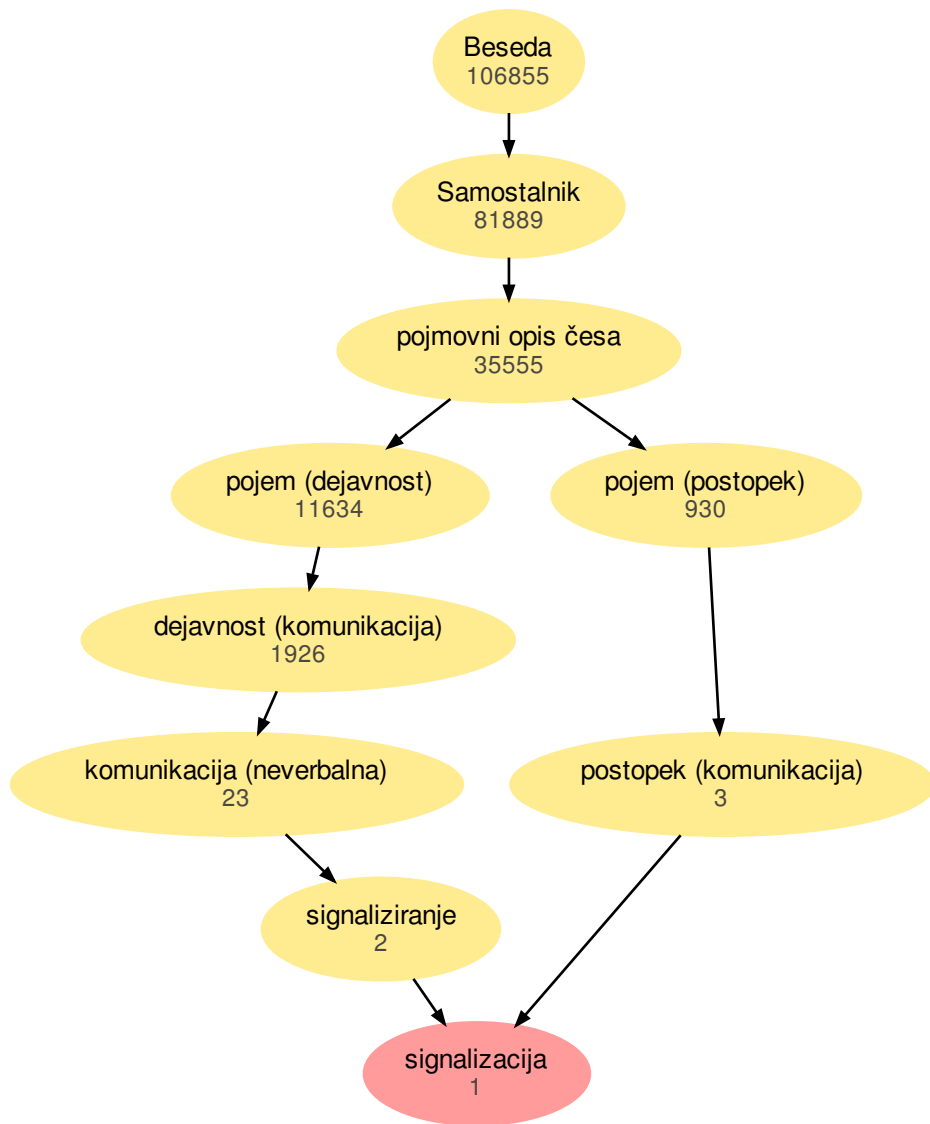 Beseda
106855
Samostalnik
81889
pojmovni opis česa
35555
pojem (dejavnost)
11634
pojem (postopek)
930
dejavnost (komunikacija)
1926
komunikacija (neverbalna)
23
postopek (komunikacija)
3
signaliziranje
2
signalizacija
1